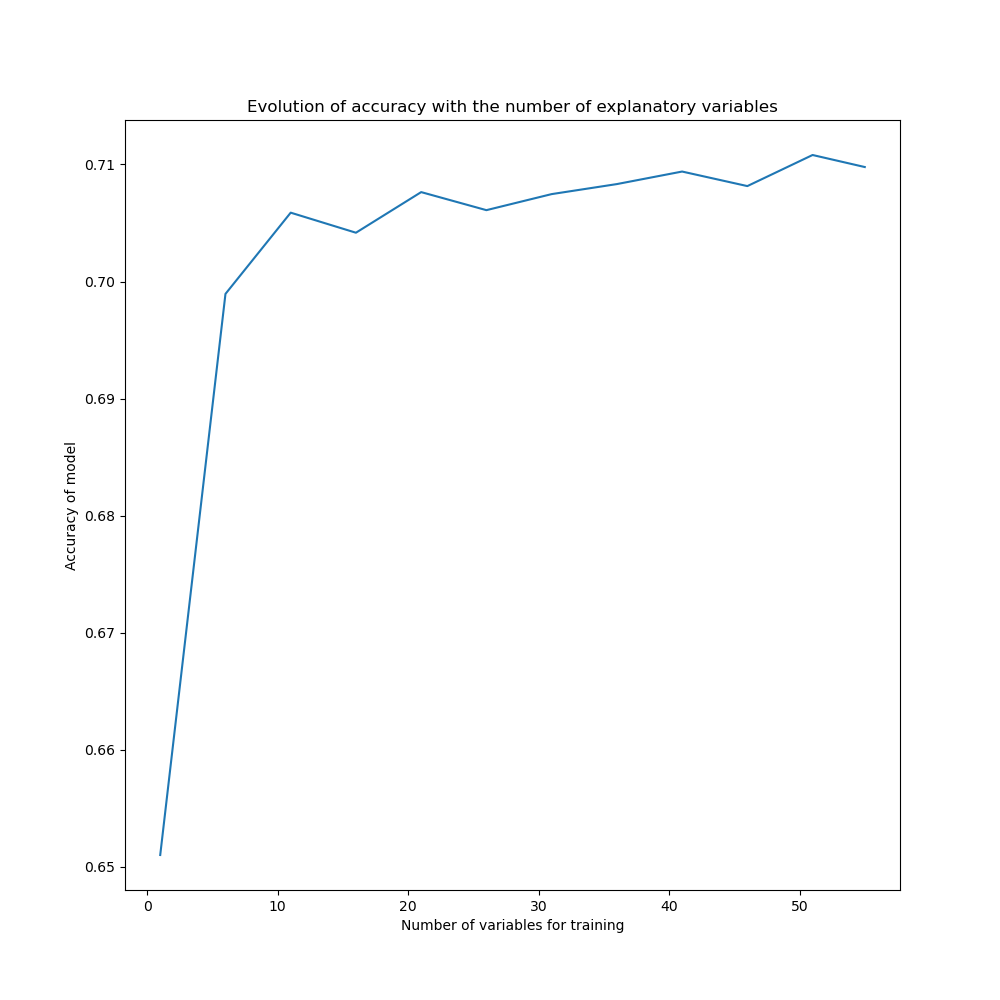 Evolution of accuracy with the number of explanatory variables
0.71
0.70
0.69
0.68
0.67
0.66
0.65
Accuracy of model
0 10 20 30 40 50
Number of variables for training